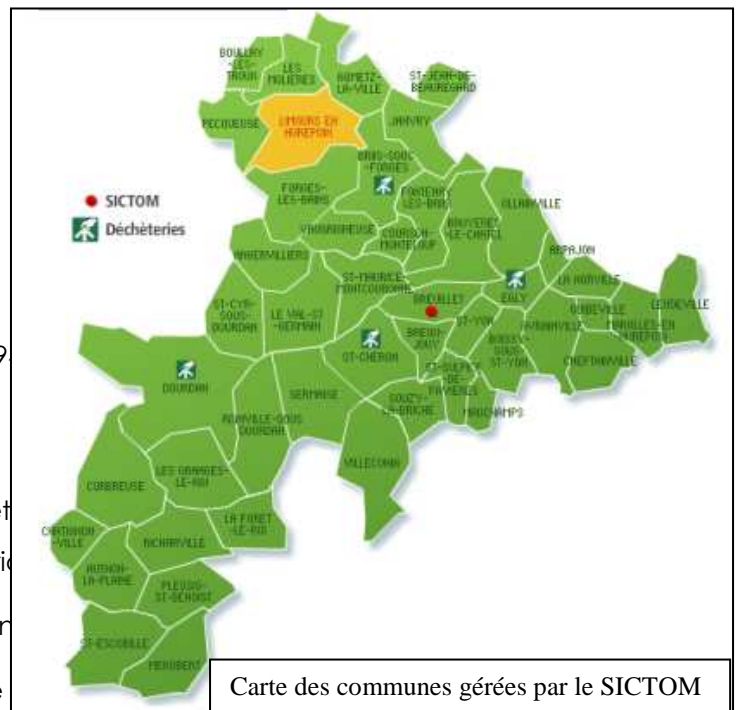 BOULLAY-
LES-
TROUX
LES
MOLIÈRES
GOMETZ-
LA-VILLE
ST-JEAN-DE-
BEAUREGARD
PECQUEUSE
LIMOURS EN
HUREPOIX
JANVRY
BRIIS-SOUS
-FORGES
SICTOM
Déchèteries
FORGES-
LES-BAINS
FONTENAY
-LES-BRIIS
OLLAINVILLE
VAUGRIGNEUSE
COURSON-
MONTELOUP
BRUYERES
-LE-CHATEL
ANGERVILLIERS
ARPAJON
ST-MAURICE-
MONTCOURONNE
LA NORVILLE
ST-CYR-
SOUS-
DOURDAN
LE VAL-ST
-GERMAIN
BREUILLET
EGLY
GUIBEVILLE
LEUDEVILLE
ST-YON
AVRAINVILLE
MAROLLES-EN
-HUREPOIX
BREUX-
JOUY
BOISSY-
SOUS-
ST-YON
CHEPTAINVILLE
9.
DOURDAN
ST-CHERON
ST-SULPICE
-DE-
FAVIERES
SERMAISE
SOUZY-
LA-BRICHE
MAUCHAMPS
ROINVILLE-SOUS
-DOURDAN
VILLECONIN
LES GRANGES-
LE-ROI
CORBREUSE
et
LA FORET
-LE-ROI
CHATIGNON
-VILLE
RICHARVILLE
AUTHON-
LA-PLAINE
PLESSIS-
ST-BENOIST
ST-ESCOBILLE
MEROBERT
e
Carte des communes gérées par le SICTOM